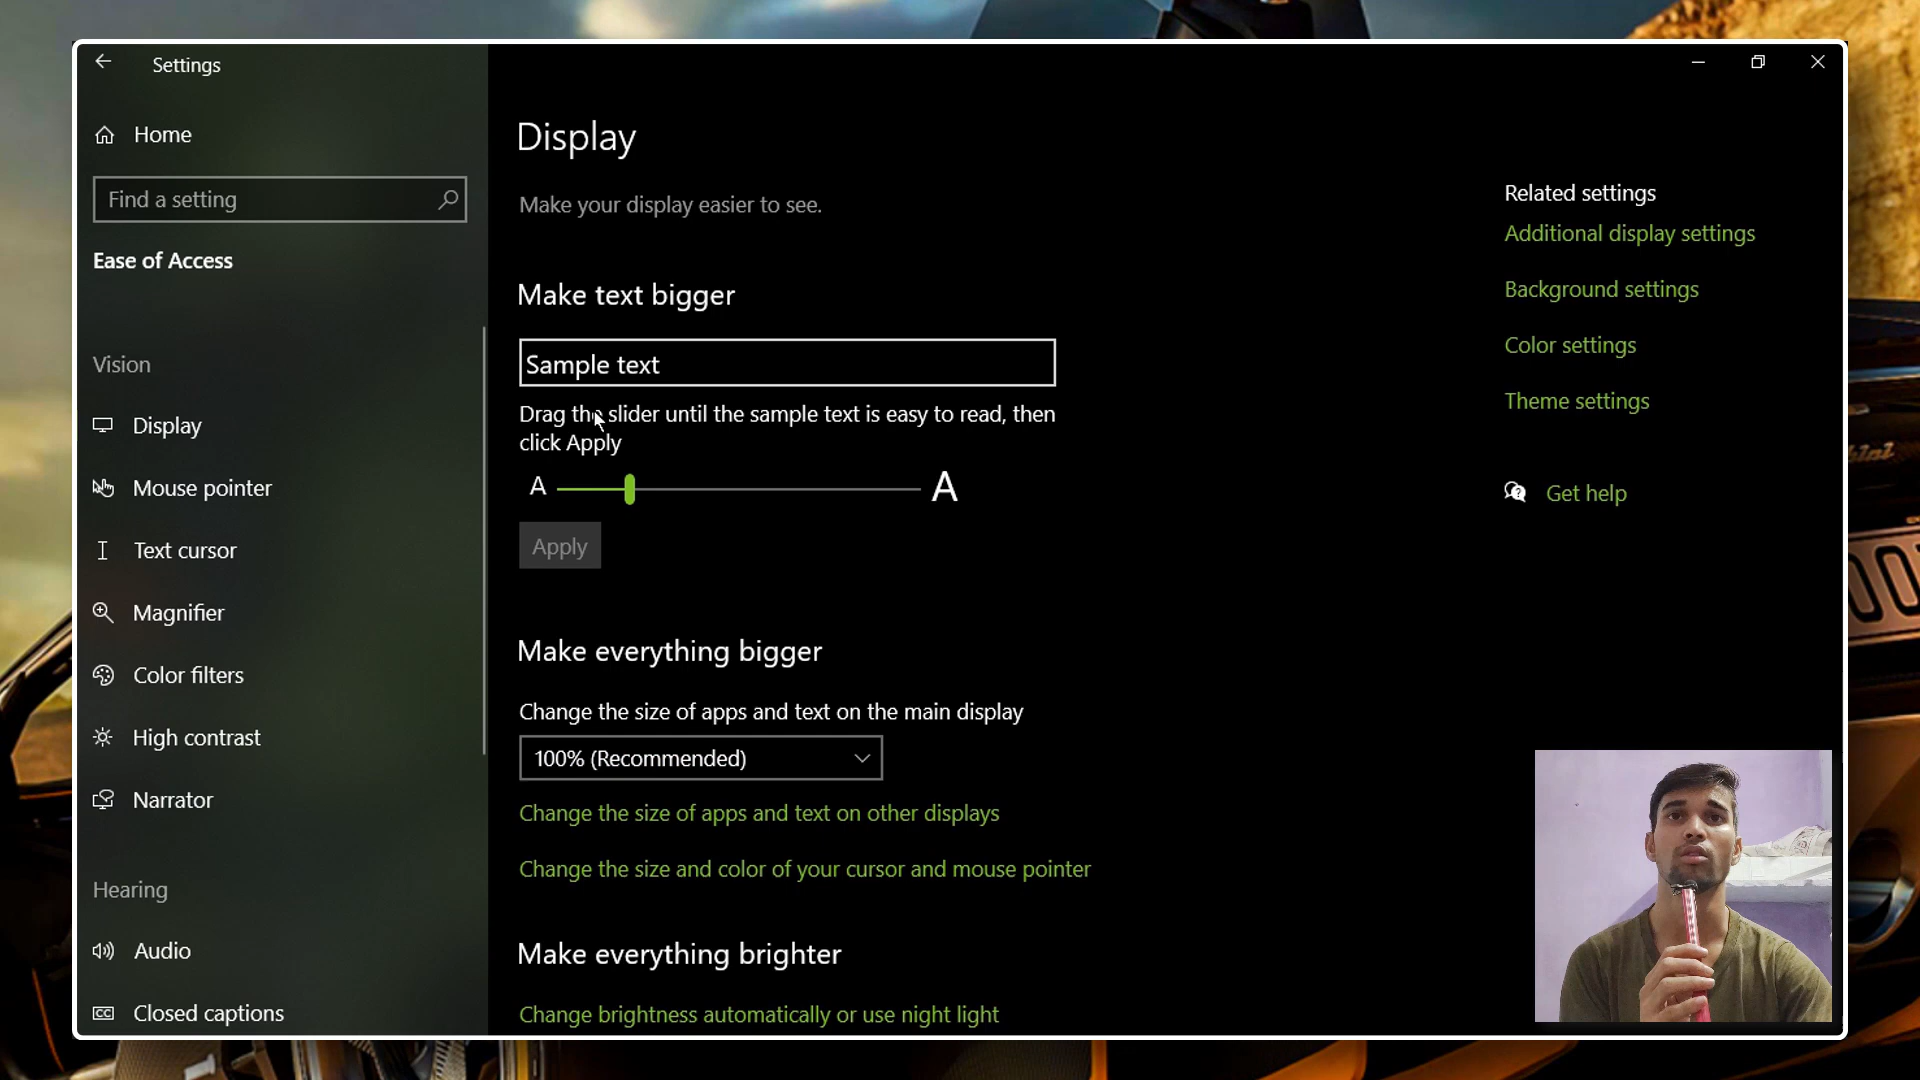 Settings
Home
Find a setting
Ease of Access
Vision
Display
Mouse pointer
Text cursor
Magnifier
Color filters
High contrast
Narrator
Hearing
Audio
CC Closed captions
Display
Make your display easier to see.
Make text bigger
Sample text
Drag the slider until the sample text is easy to read, then
click Apply
A A
Apply
Make everything bigger
Change the size of apps and text on the main display
100% (Recommended)
Change the size of apps and text on other displays
Change the size and color of your cursor and mouse pointer
Make everything brighter
Change brightness automatically or use night light
Related settings
Additional display settings
Background settings
Color settings
Theme settings
Get help